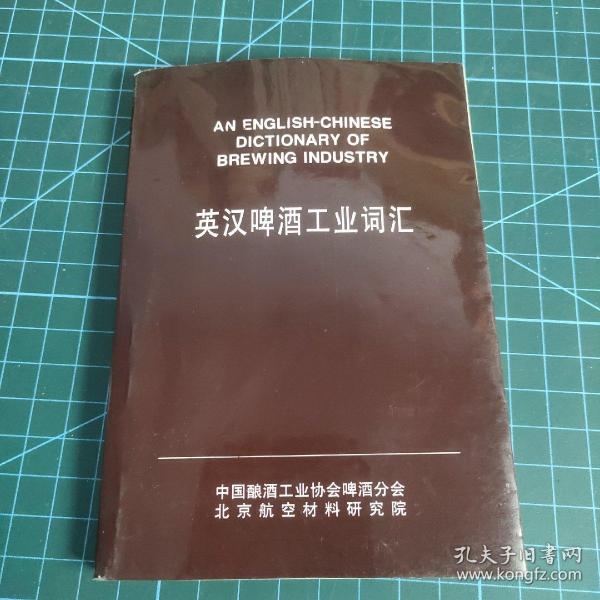 AN ENGLISH-CHINESE
DICTIONARY OF
BREWING INDUSTRY
英汉啤酒工业词汇
中国酿酒工业协会啤酒分会
北京航空材料研究院
孔夫子旧書网
www.kongfz.com